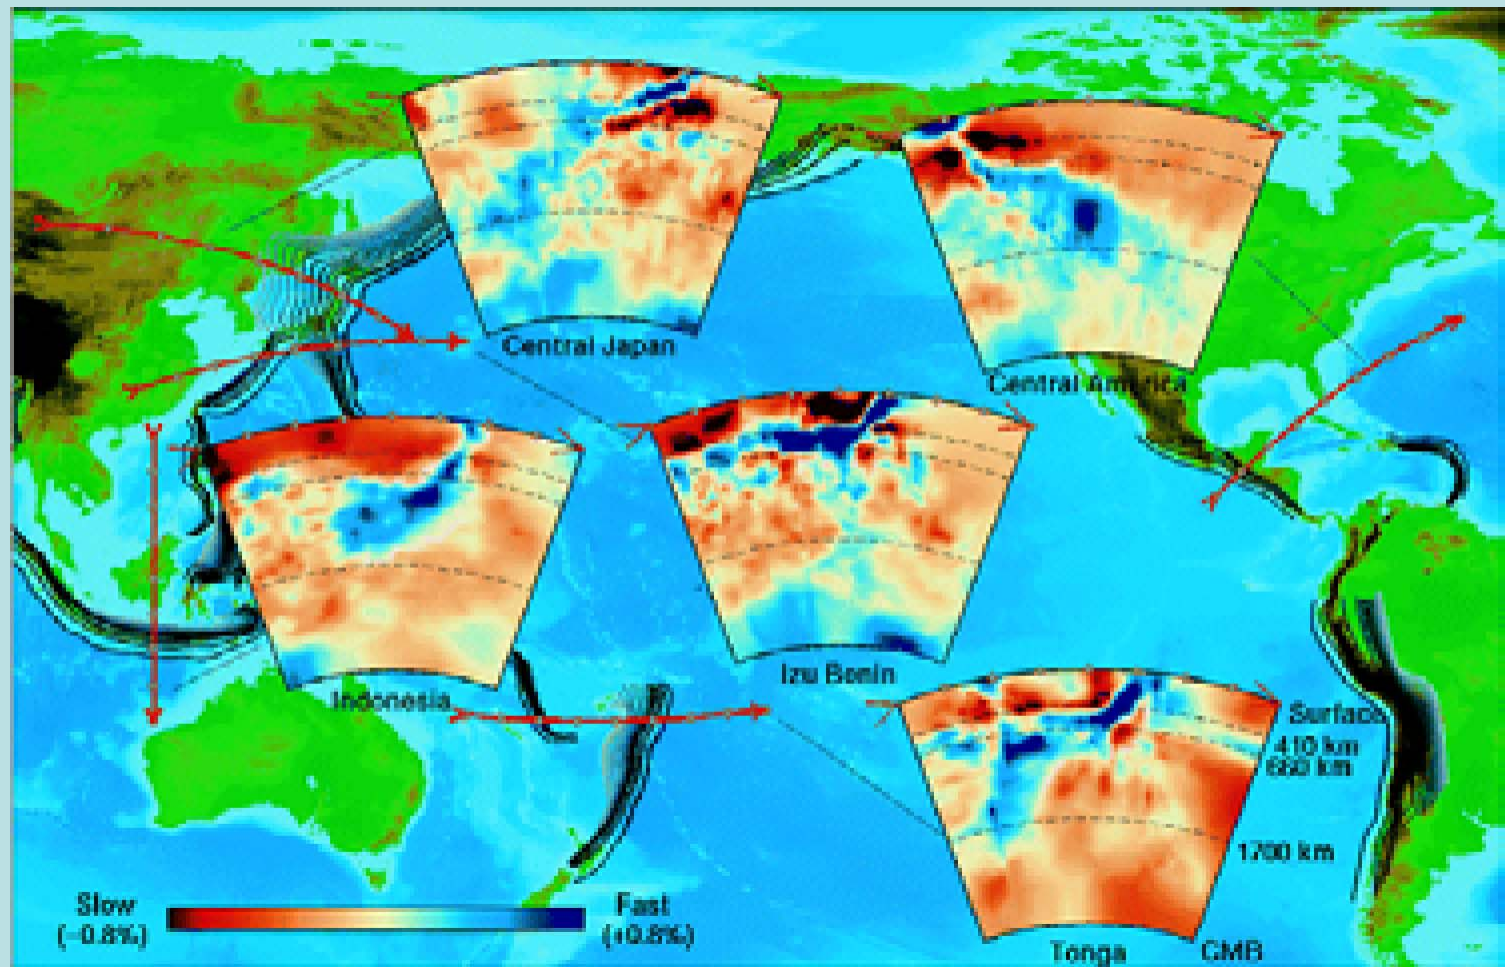 Central Japan
Central America
Indonesia
Izu Bonin
Surface
410 km
660 km
1700 km
Slow
(−0.8%)
Fast
(+0.8%)
Tonga
CMB